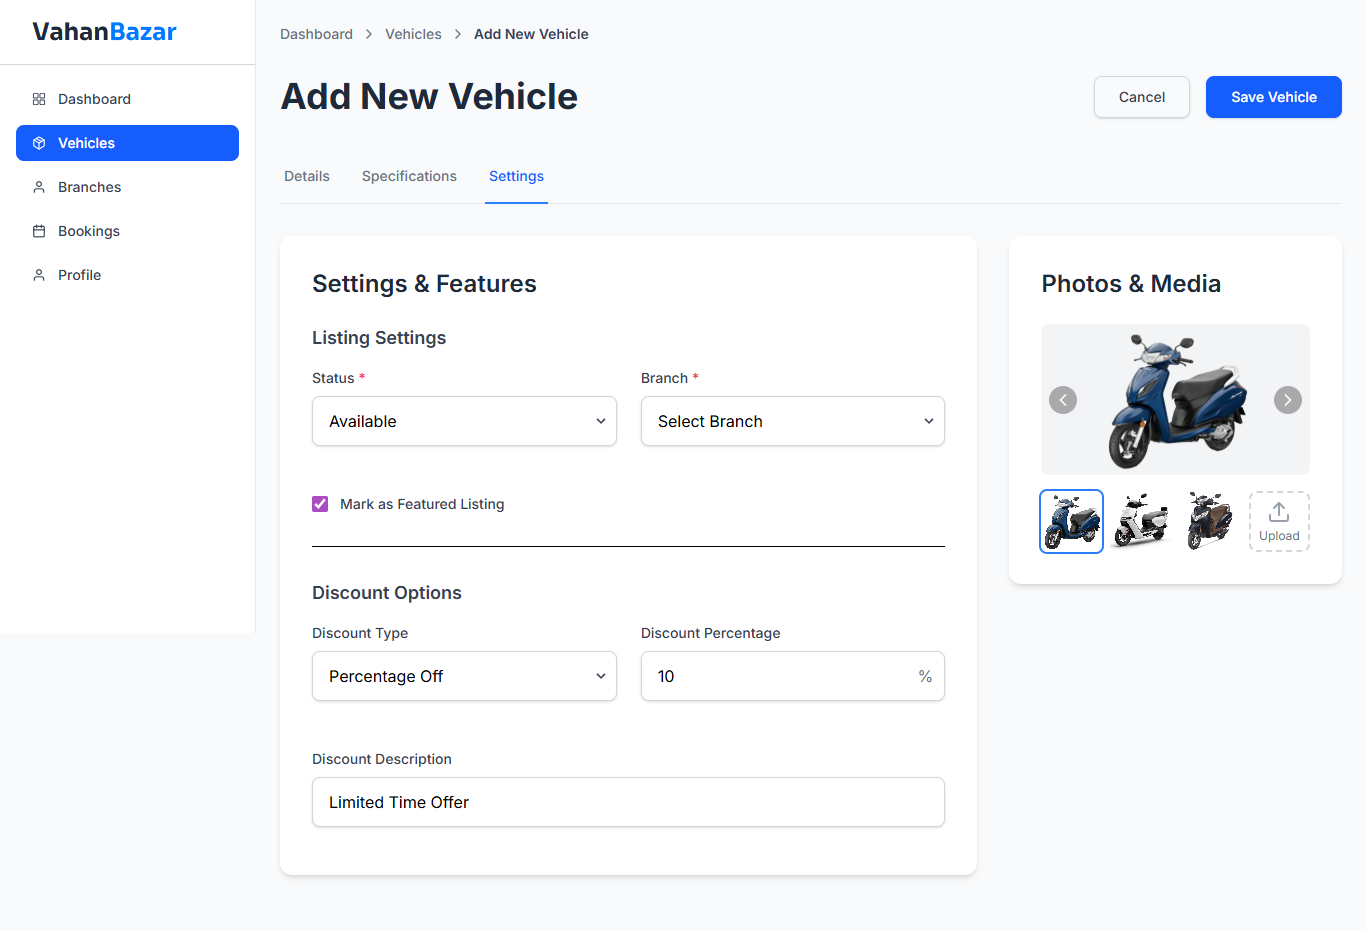 VahanBazar
Dashboard
Vehicles
Branches
Bookings
Profile
Dashboard > Vehicles > Add New Vehicle
Add New Vehicle
Cancel
Save Vehicle
Details Specifications Settings
Settings & Features
Listing Settings
Status * Branch *
Available Select Branch
Mark as Featured Listing
Discount Options
Discount Type Discount Percentage
Percentage Off 10 %
Discount Description
Limited Time Offer
Photos & Media
Upload